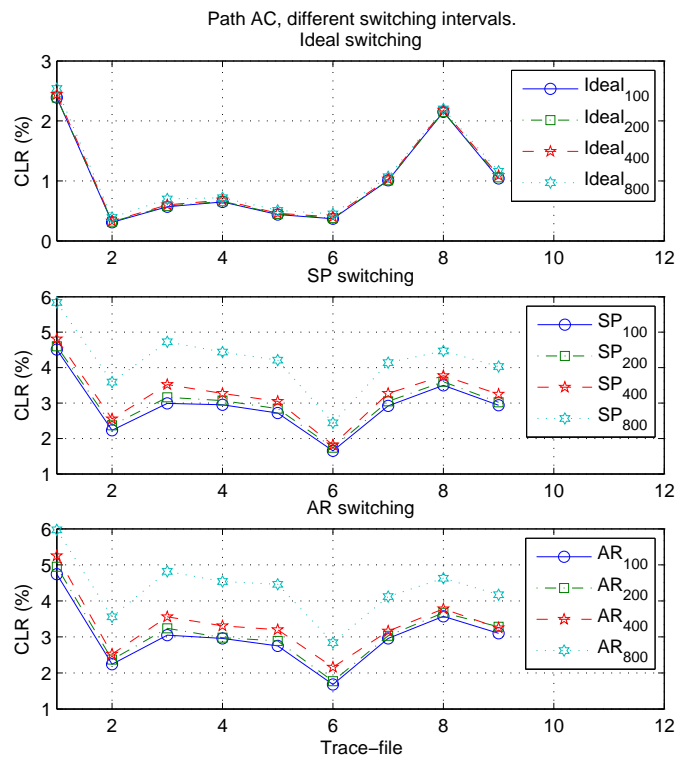 Path AC, different switching intervals.
Ideal switching
3
2
1
0
CLR (%)
2
4
6
8
10
12
Ideal100
Ideal200
Ideal400
Ideal800
SP switching
6
5
4
3
2
1
CLR (%)
2
4
6
8
10
12
SP100
SP200
SP400
SP800
AR switching
6
5
4
3
2
1
CLR (%)
2
4
6
8
10
12
AR100
AR200
AR400
AR800
Trace−file